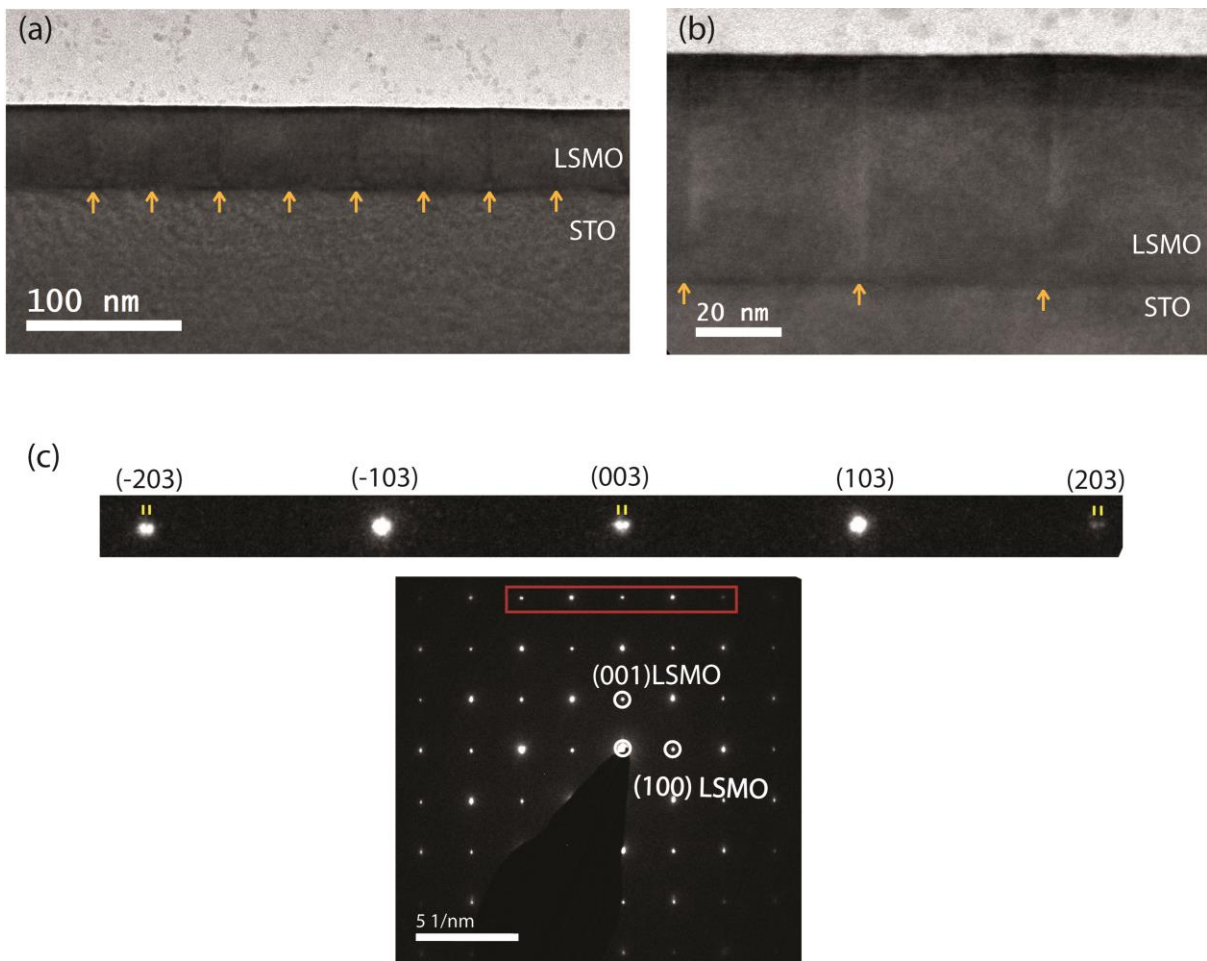 (a)
LSMO
STO
100 nm
(b)
LSMO
STO
20 nm
(c)
(-203) (-103) (003) (103) (203)
(001)LSMO
(100) LSMO
5 1/nm